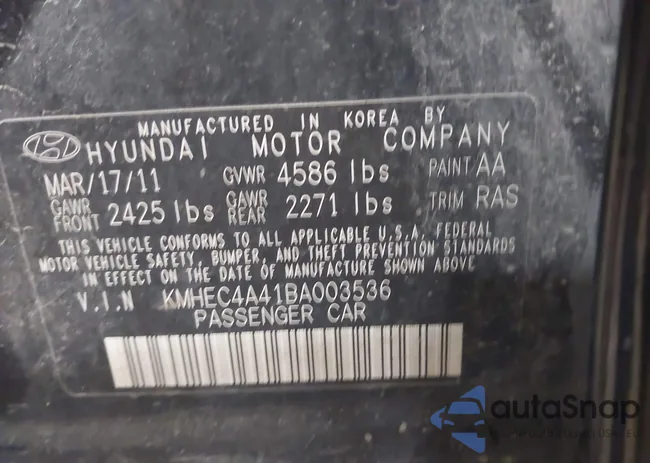 MANUFACTURED IN KOREA BY
HYUNDAI MOTOR COMPANY
MAR/17/11 GVWR 4586 lbs PAINT AA
GAWR FRONT 2425 lbs GAWR REAR 2271 lbs TRIM RAS
THIS VEHICLE CONFORMS TO ALL APPLICABLE U.S.A. FEDERAL
MOTOR VEHICLE SAFETY, BUMPER, AND THEFT PREVENTION STANDARDS
IN EFFECT ON THE DATE OF MANUFACTURE SHOWN ABOVE
V.I.N KMHEC4A41BA003536
PASSENGER CAR
autoSnap